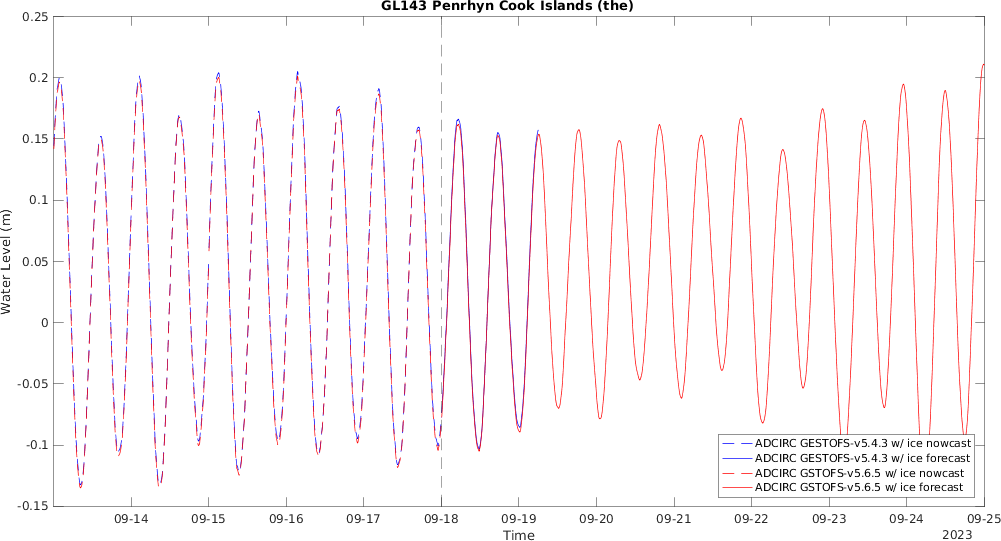 GL143 Penrhyn Cook Islands (the)
0.25
0.2
0.15
0.1
0.05
0
-0.05
-0.1
-0.15
Water Level (m)
ADCIRC GESTOFS-v5.4.3 w/ ice nowcast
ADCIRC GESTOFS-v5.4.3 w/ ice forecast
ADCIRC GSTOFS-v5.6.5 w/ ice nowcast
ADCIRC GSTOFS-v5.6.5 w/ ice forecast
09-14 09-15 09-16 09-17 09-18 09-19 09-20 09-21 09-22 09-23 09-24 09-25
Time
2023